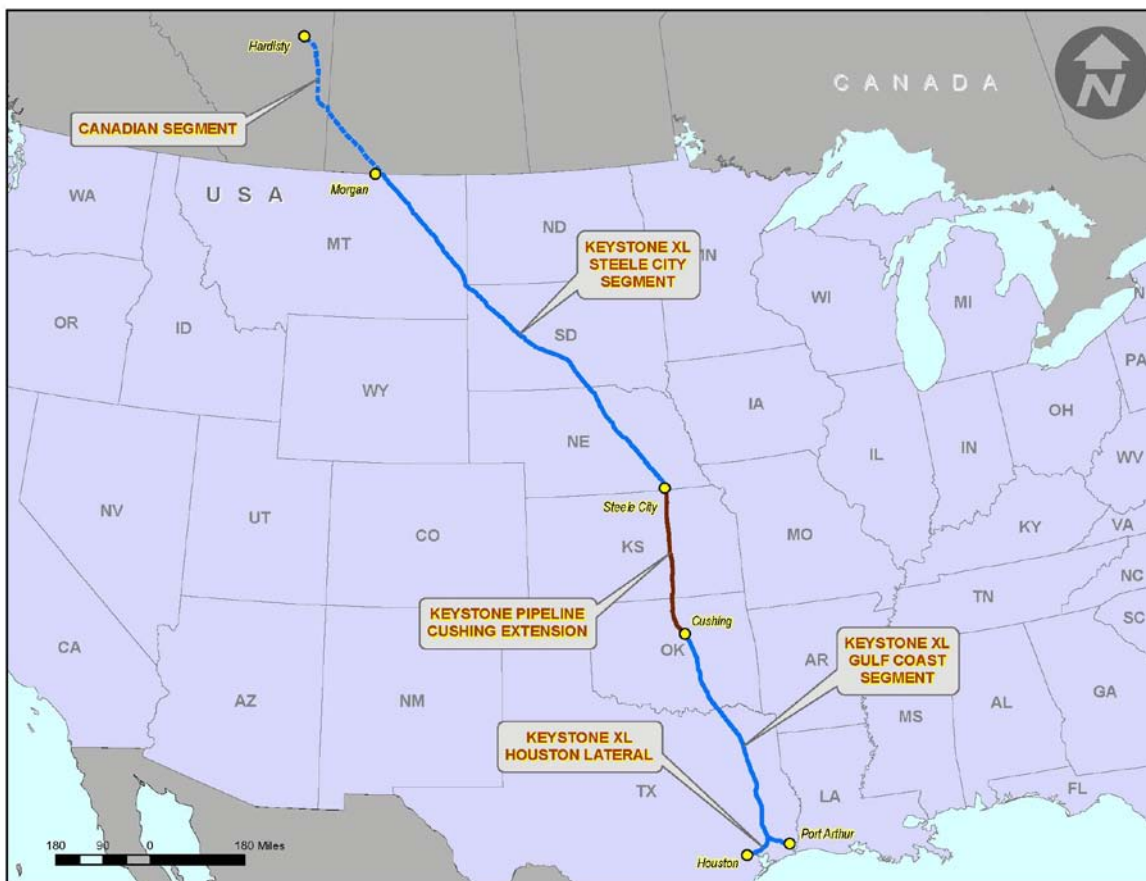 Hardisty
CANADA
N
CANADIAN SEGMENT
Morgan
USA
WA
MT
ND
MN
KEYSTONE XL
STEELE CITY
SEGMENT
OR
ID
SD
WI
MI
N
PA
WY
IA
NE
OH
IL
IN
WV
Steele City
NV
UT
CO
KS
MO
KY
VA
KEYSTONE PIPELINE
CUSHING EXTENSION
Cushing
TN
NC
SC
CA
AZ
NM
OK
AR
KEYSTONE XL
GULF COAST
SEGMENT
MS
AL
GA
KEYSTONE XL
HOUSTON LATERAL
TX
LA
FL
Port Arthur
Houston
180 90 0 180 Miles